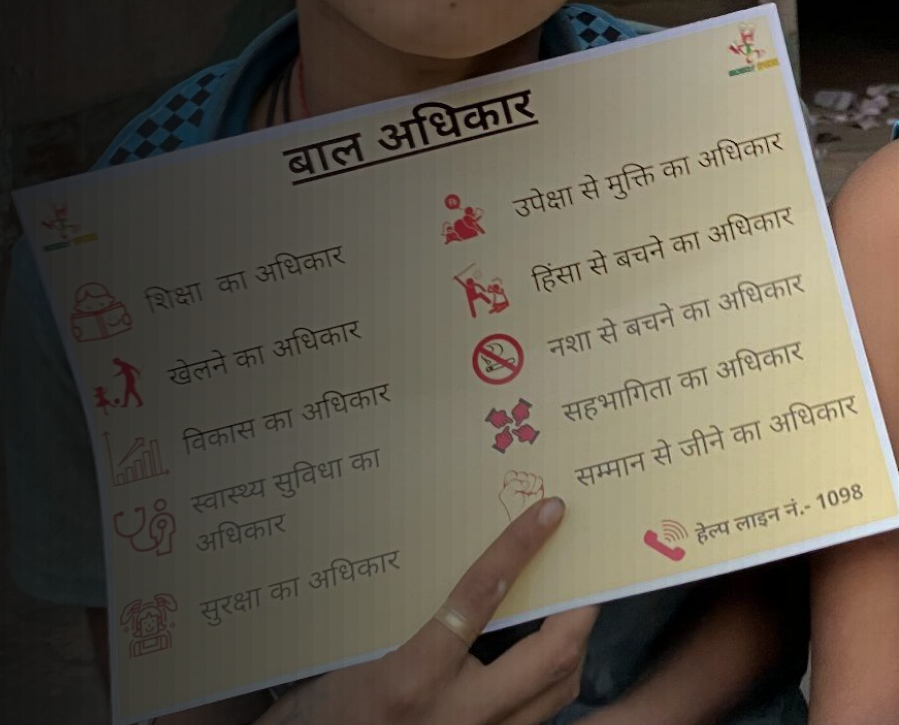 बाल अधिकार
शिक्षा का अधिकार
खेलने का अधिकार
विकास का अधिकार
स्वास्थ्य सुविधा का
अधिकार
सुरक्षा का अधिकार
उपेक्षा से मुक्ति का अधिकार
हिंसा से बचने का अधिकार
नशा से बचने का अधिकार
सहभागिता का अधिकार
सम्मान से जीने का अधिकार
हेल्प लाइन नं.- 1098